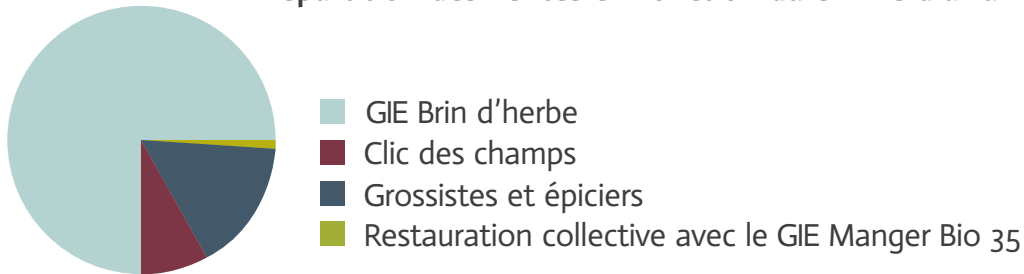 GIE Brin d'herbe
Clic des champs
Grossistes et épiciers
Restauration collective avec le GIE Manger Bio 35